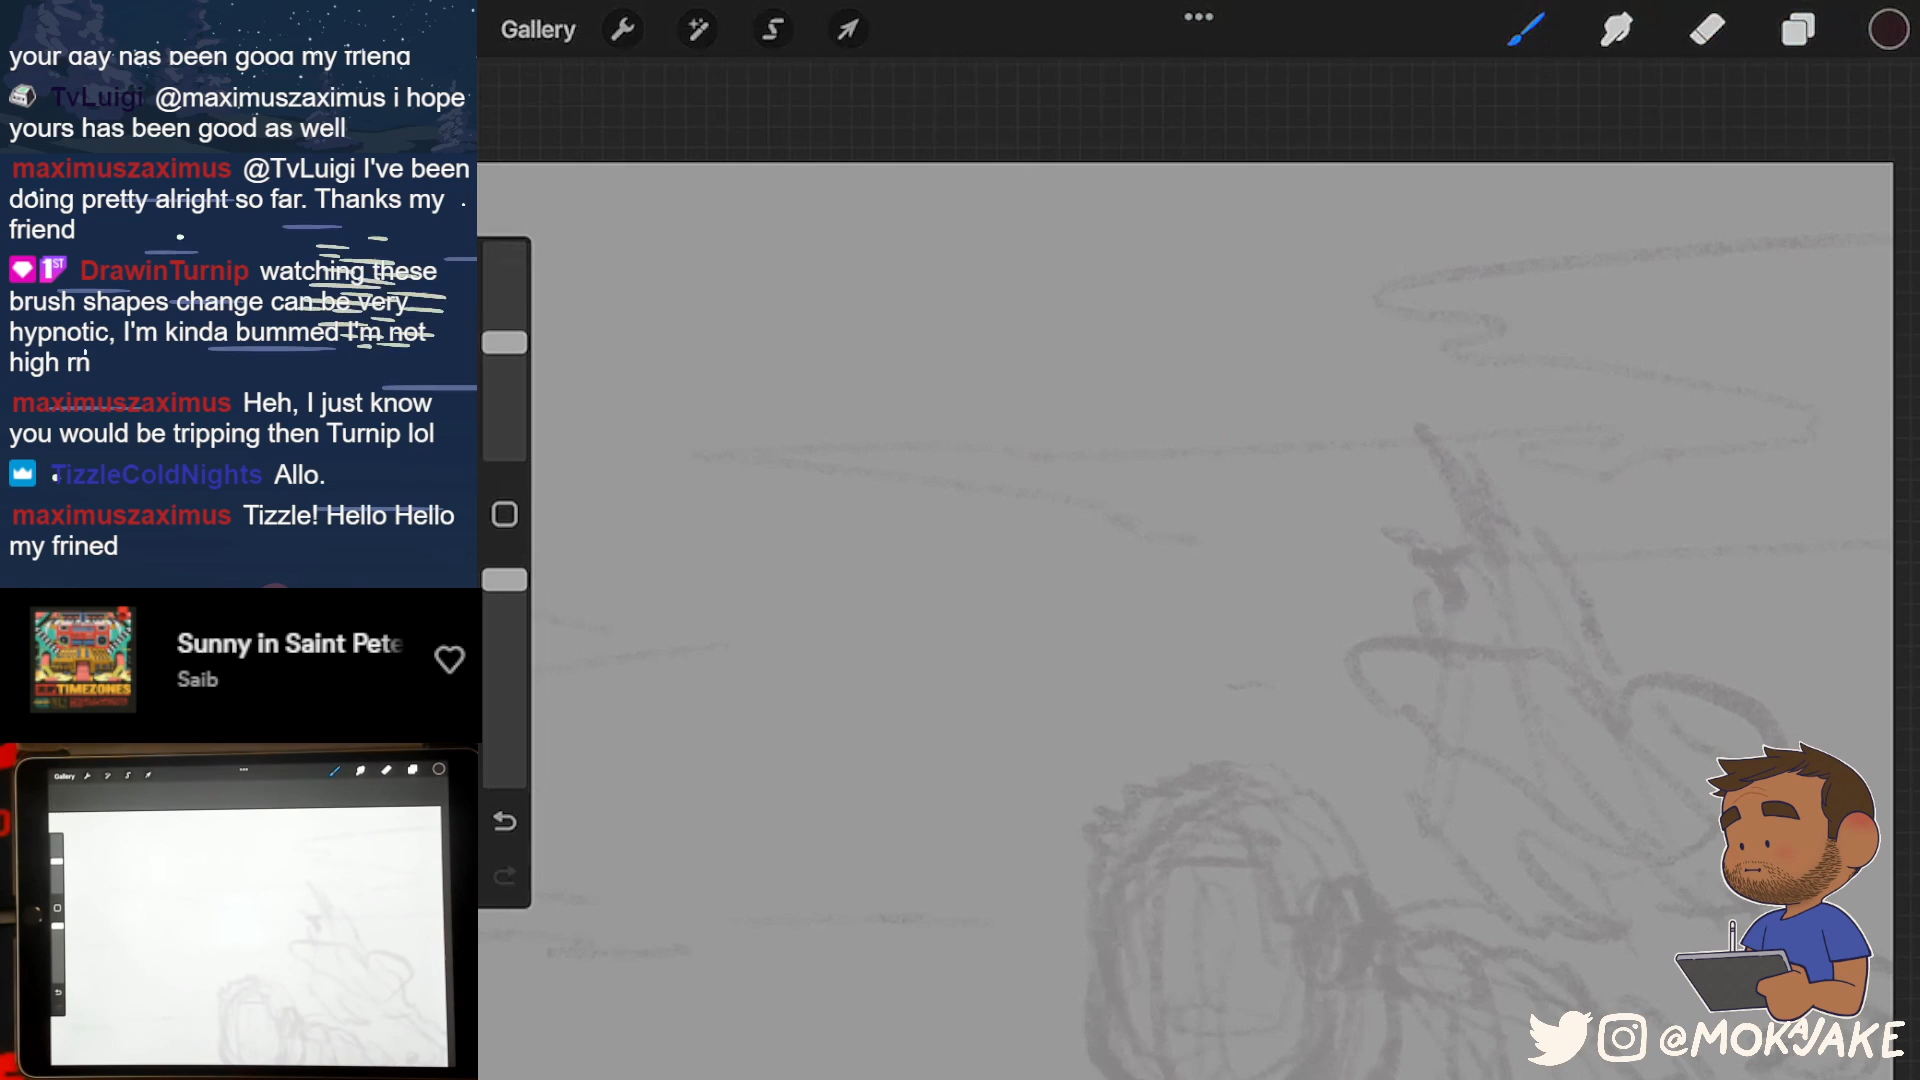 your day has been good my friend
TvLuigi @maximuszaximus i hope
yours has been good as well
maximuszaximus @TvLuigi I've been
doing pretty alright so far. Thanks my
friend
1ST DrawinTurnip watching these
brush shapes change can be very
hypnotic, I'm kinda bummed I'm not
high rn
maximuszaximus Heh, I just know
you would be tripping then Turnip lol
TizzleColdNights Allo.
maximuszaximus Tizzle! Hello Hello
my frined
Sunny in Saint Pete
Saib
TIMEZONES
Gallery
Gallery
@MOKAJAKE